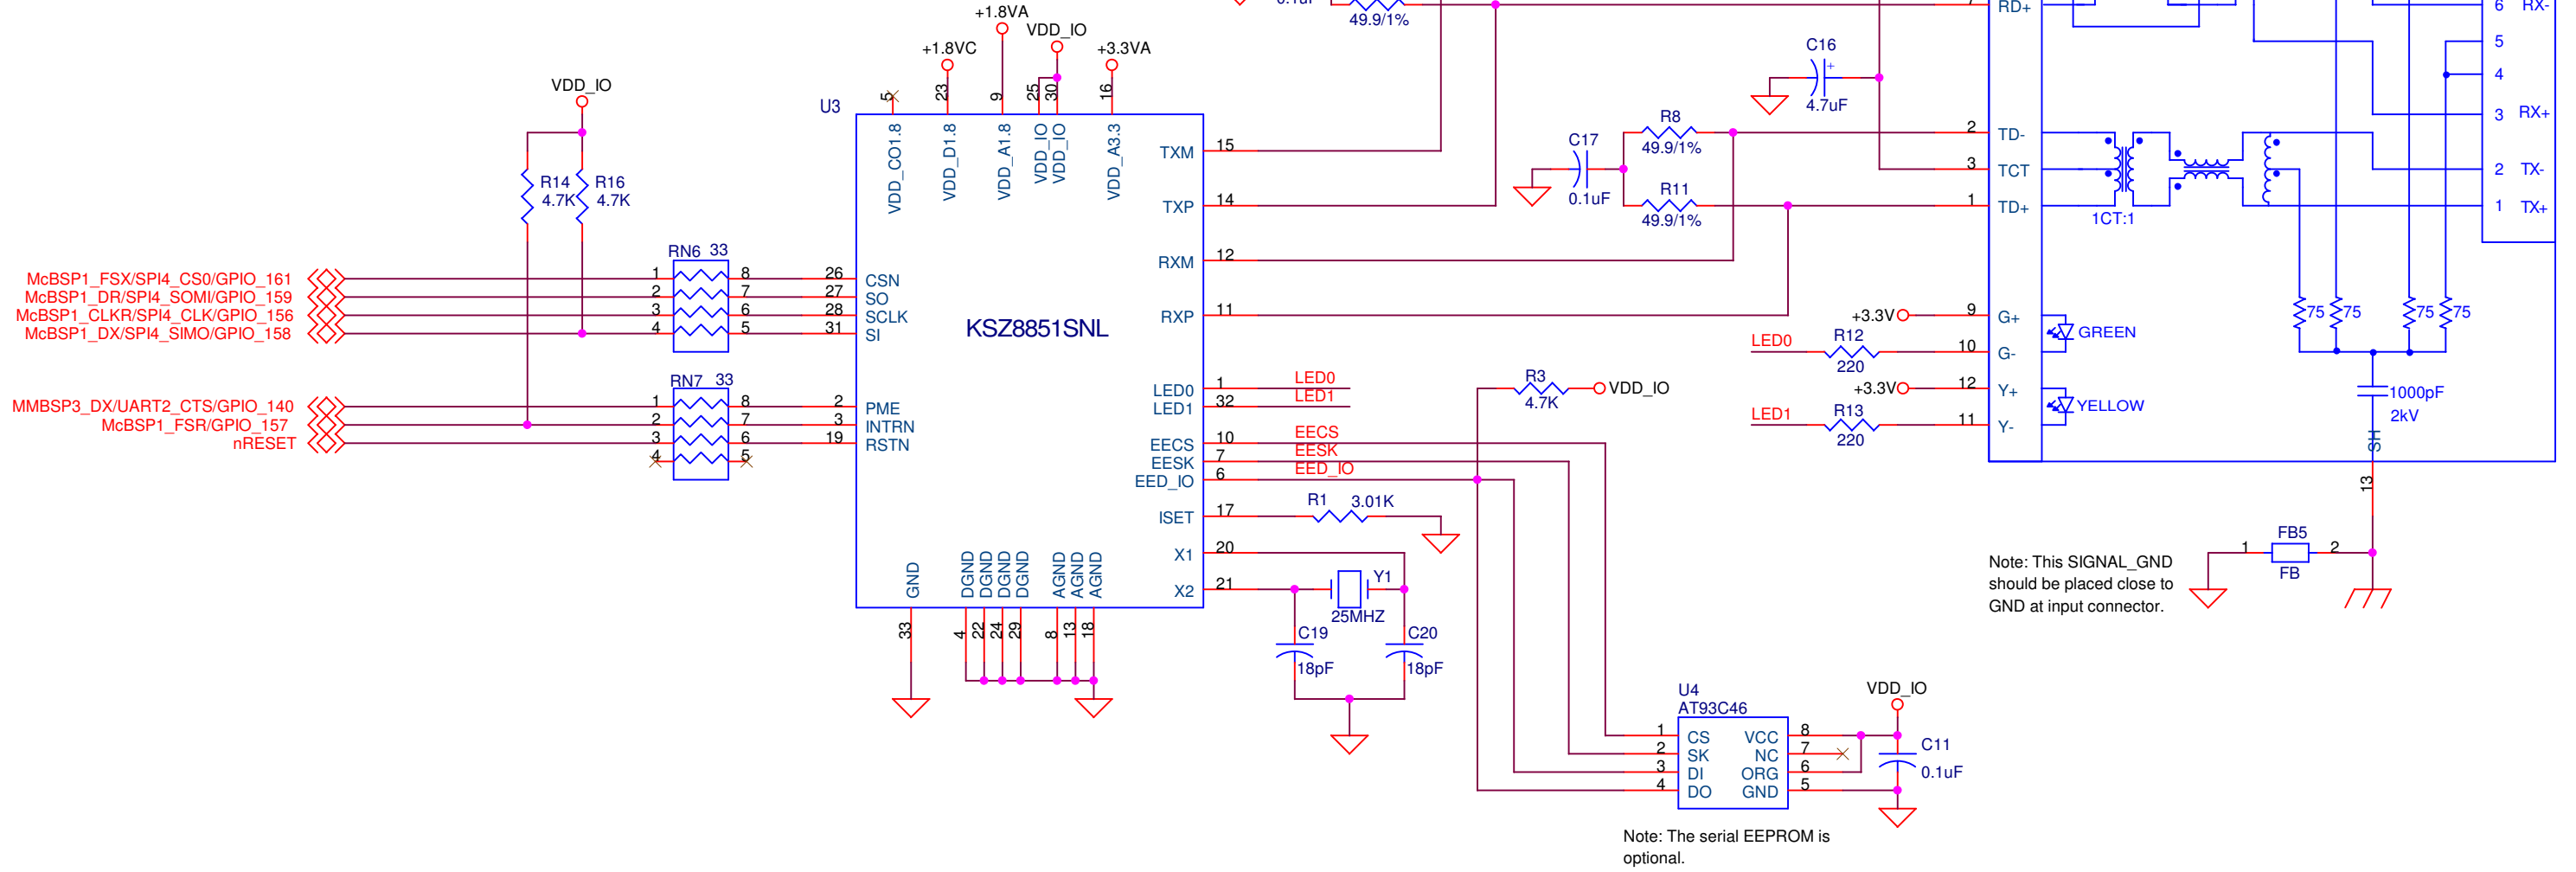 +1.8VA
VDD_IO
+1.8VC
+3.3VA
VDD_IO
U3
5
23
9
25
30
16
VDD_CO1.8
VDD_D1.8
VDD_A1.8
VDD_IO
VDD_IO
VDD_A3.3
R14
4.7K
R16
4.7K
RN6 33
McBSP1_FSX/SPI4_CS0/GPIO_161
1 8 26 CSN
McBSP1_DR/SPI4_SOMI/GPIO_159
2 7 27 SO
McBSP1_CLKR/SPI4_CLK/GPIO_156
3 6 28 SCLK
McBSP1_DX/SPI4_SIMO/GPIO_158
4 5 31 SI
KSZ8851SNL
RN7 33
MMBSP3_DX/UART2_CTS/GPIO_140
1 8 2 PME
McBSP1_FSR/GPIO_157
2 7 3 INTRN
nRESET
3 6 19 RSTN
4 5
TXM 15
TXP 14
RXM 12
RXP 11
LED0 1 LED0
LED1 32 LED1
EECS 10 EECS
EESK 7 EESK
EED_IO 6 EED_IO
ISET 17
R1 3.01K
X1 20
X2 21
Y1
25MHZ
C19
18pF
C20
18pF
GND
DGND
DGND
DGND
DGND
AGND
AGND
AGND
33
4
22
24
29
8
13
18
49.9/1%
C16
+
4.7uF
R8
49.9/1%
C17
0.1uF
R11
49.9/1%
RD+
2 TD-
3 TCT
1 TD+
1CT:1
6 RX-
5
4
3 RX+
2 TX-
1 TX+
75
75
75
75
+3.3V 9 G+
GREEN
LED0
R12
220
10 G-
+3.3V 12 Y+
YELLOW
LED1
R13
220
11 Y-
1000pF
2kV
SH
13
R3
4.7K
VDD_IO
FB5
1 2
FB
Note: This SIGNAL_GND
should be placed close to
GND at input connector.
U4
AT93C46
VDD_IO
1 CS VCC 8
2 SK NC 7
3 DI ORG 6
4 DO GND 5
C11
0.1uF
Note: The serial EEPROM is
optional.